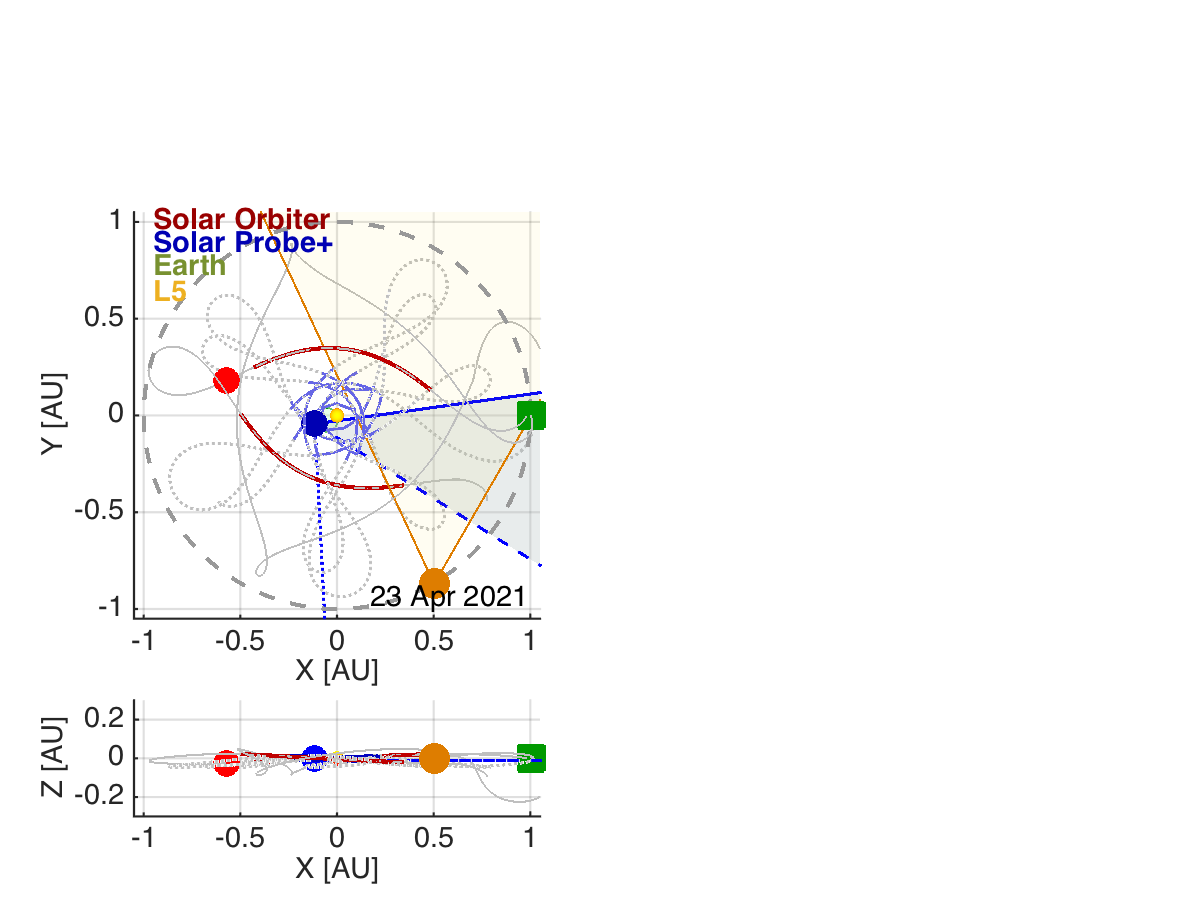 Solar Orbiter
Solar Probe+
Earth
L5
1
0.5
0
-0.5
-1
Y [AU]
23 Apr 2021
-1 -0.5 0 0.5 1
X [AU]
0.2
0
-0.2
Z [AU]
-1 -0.5 0 0.5 1
X [AU]